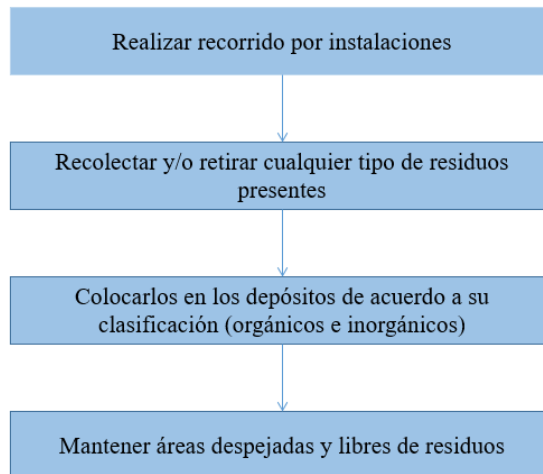 Realizar recorrido por instalaciones
Recolectar y/o retirar cualquier tipo de residuos
presentes
Colocarlos en los depósitos de acuerdo a su
clasificación (orgánicos e inorgánicos)
Mantener áreas despejadas y libres de residuos